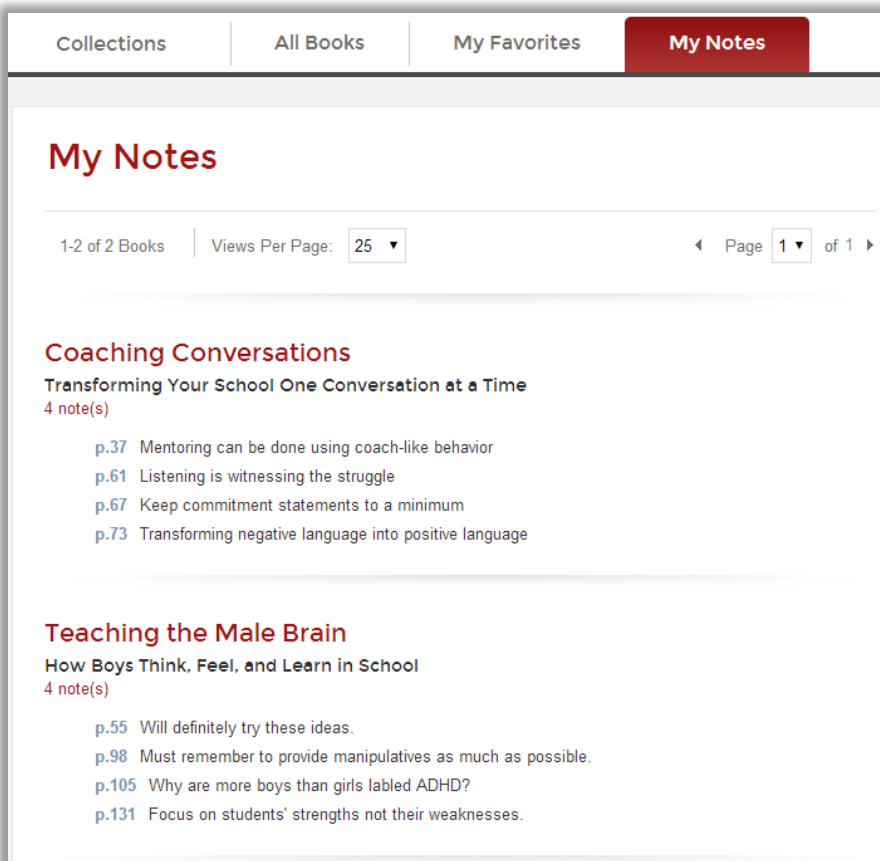 Collections All Books My Favorites My Notes
My Notes
1-2 of 2 Books Views Per Page: 25 Page 1 of 1
Coaching Conversations
Transforming Your School One Conversation at a Time
4 note(s)
p.37 Mentoring can be done using coach-like behavior
p.61 Listening is witnessing the struggle
p.67 Keep commitment statements to a minimum
p.73 Transforming negative language into positive language
Teaching the Male Brain
How Boys Think, Feel, and Learn in School
4 note(s)
p.55 Will definitely try these ideas.
p.98 Must remember to provide manipulatives as much as possible.
p.105 Why are more boys than girls labled ADHD?
p.131 Focus on students' strengths not their weaknesses.